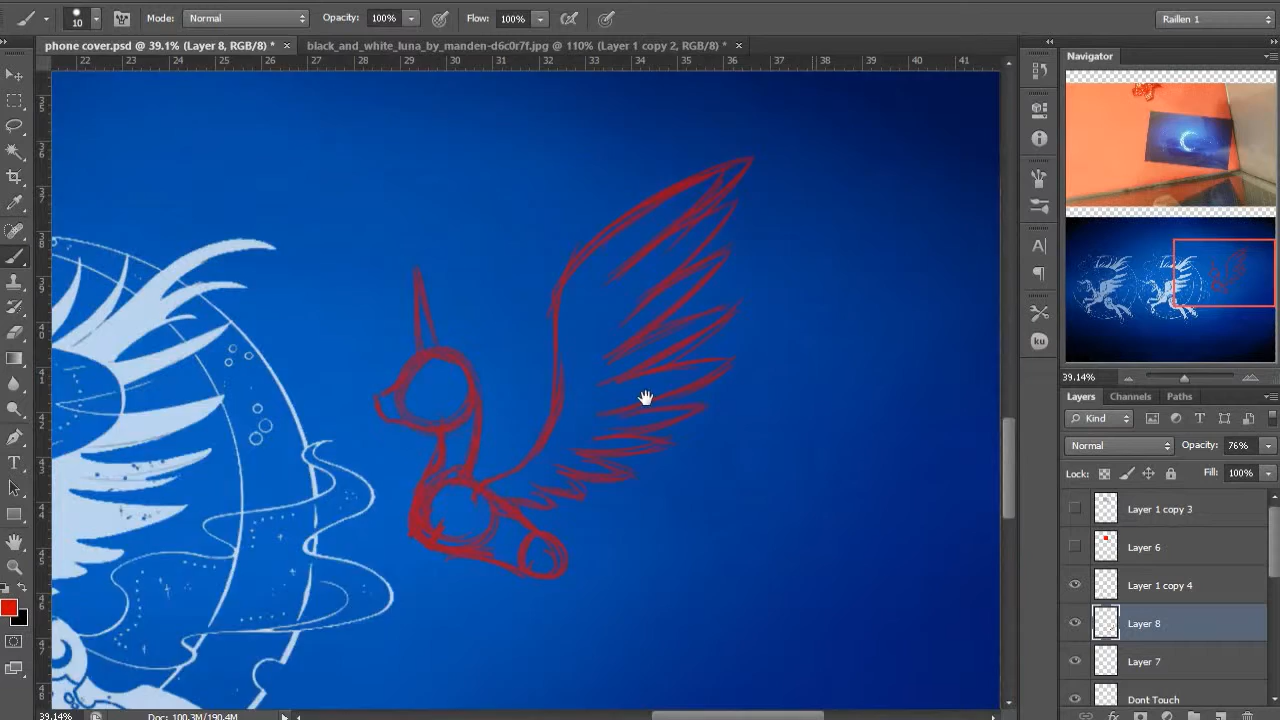 10 Mode: Normal Opacity: 100% Flow: 100% Raillen 1
phone cover.psd @ 39.1% (Layer 8, RGB/8) * × black_and_white_luna_by_manden-d6c0r7f.jpg @ 110% (Layer 1 copy 2, RGB/8) * ×
22 23 24 25 26 27 28 29 30 31 32 33 34 35 36 37 38 39 40 41
Navigator
39.14%
Layers Channels Paths
Kind
Normal Opacity: 76%
Lock: Fill: 100%
Layer 1 copy 3
Layer 6
Layer 1 copy 4
Layer 8
Layer 7
Dont Touch
ku
39.14% Doc: 100.3M/190.4M